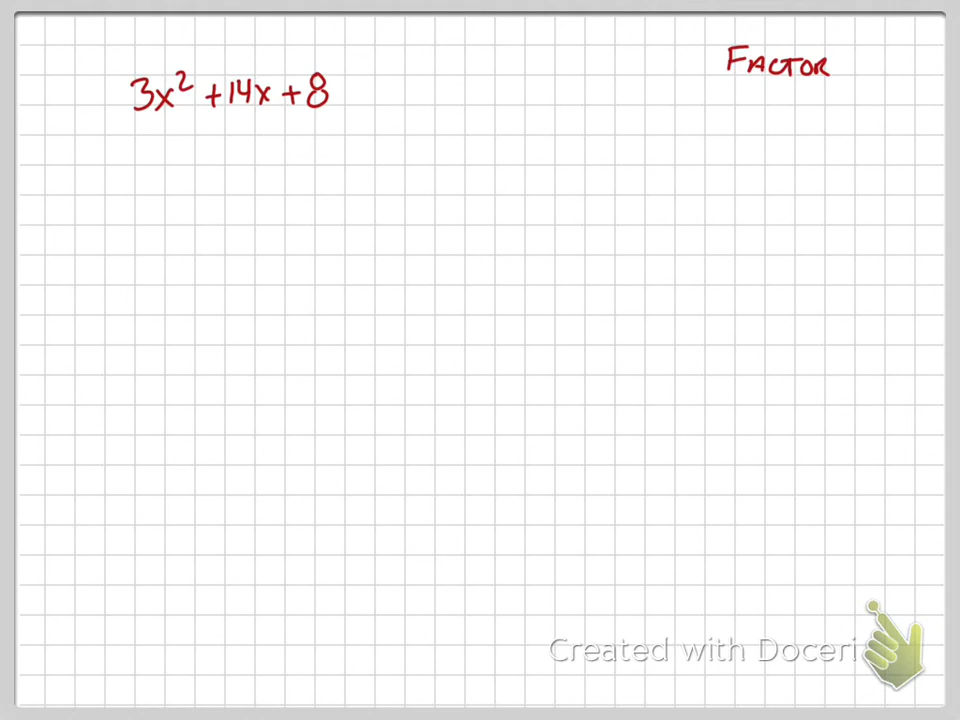 FACTOR
3x² +14x +8
Created with Doceri